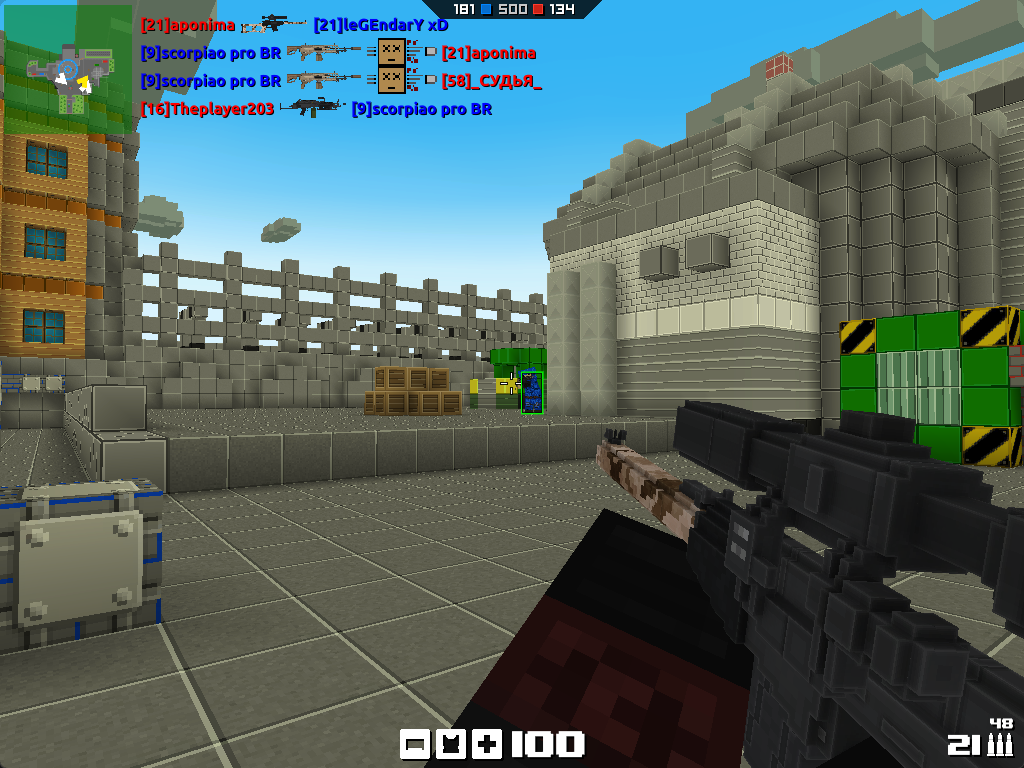 181 500 134
[21]aponima [21]leGEndarY xD
[9]scorpiao pro BR [21]aponima
[9]scorpiao pro BR [58]_СУДЬЯ_
[16]Theplayer203 [9]scorpiao pro BR
100
48
21